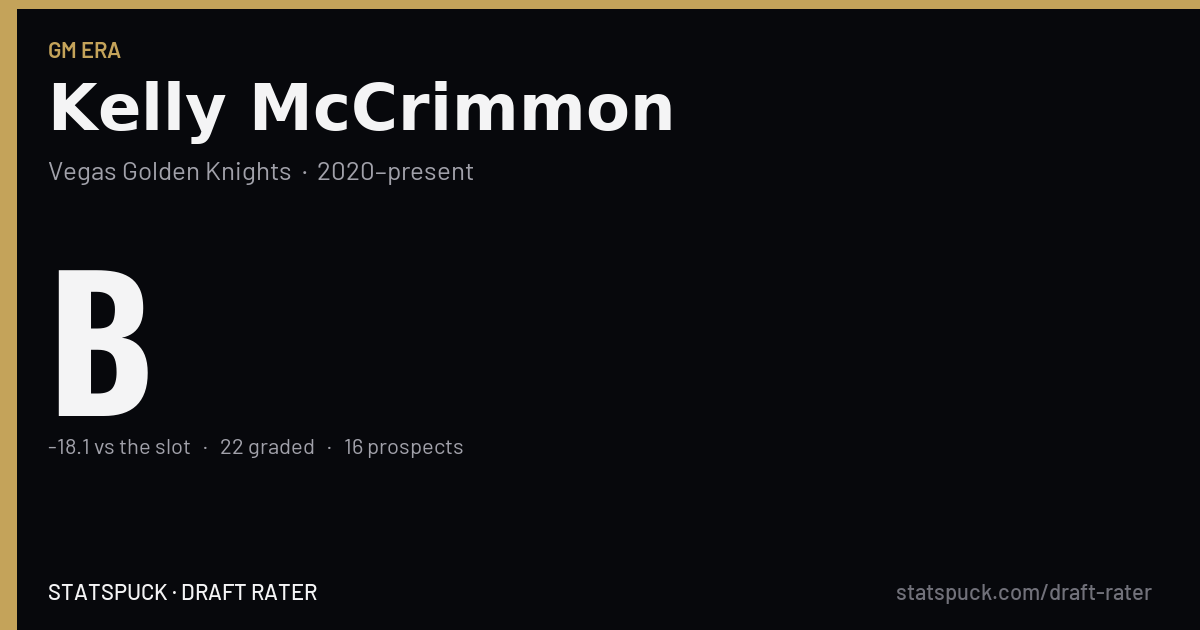 GM ERA
Kelly McCrimmon
Vegas Golden Knights · 2020–present
B
-18.1 vs the slot · 22 graded · 16 prospects
STATSPUCK · DRAFT RATER
statspuck.com/draft-rater